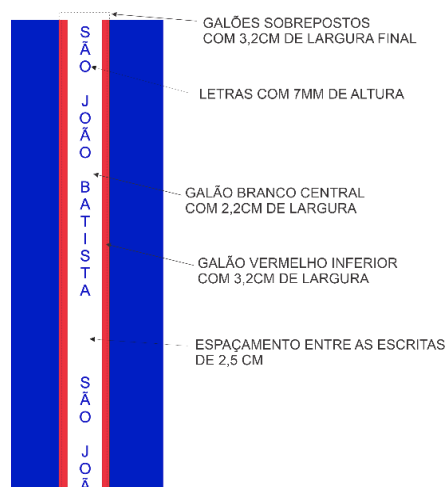 SÃO JOÃO BATISTA
SÃO JOÃ
GALÕES SOBREPOSTOS
COM 3,2CM DE LARGURA FINAL
LETRAS COM 7MM DE ALTURA
GALÃO BRANCO CENTRAL
COM 2,2CM DE LARGURA
GALÃO VERMELHO INFERIOR
COM 3,2CM DE LARGURA
ESPAÇAMENTO ENTRE AS ESCRITAS
DE 2,5 CM